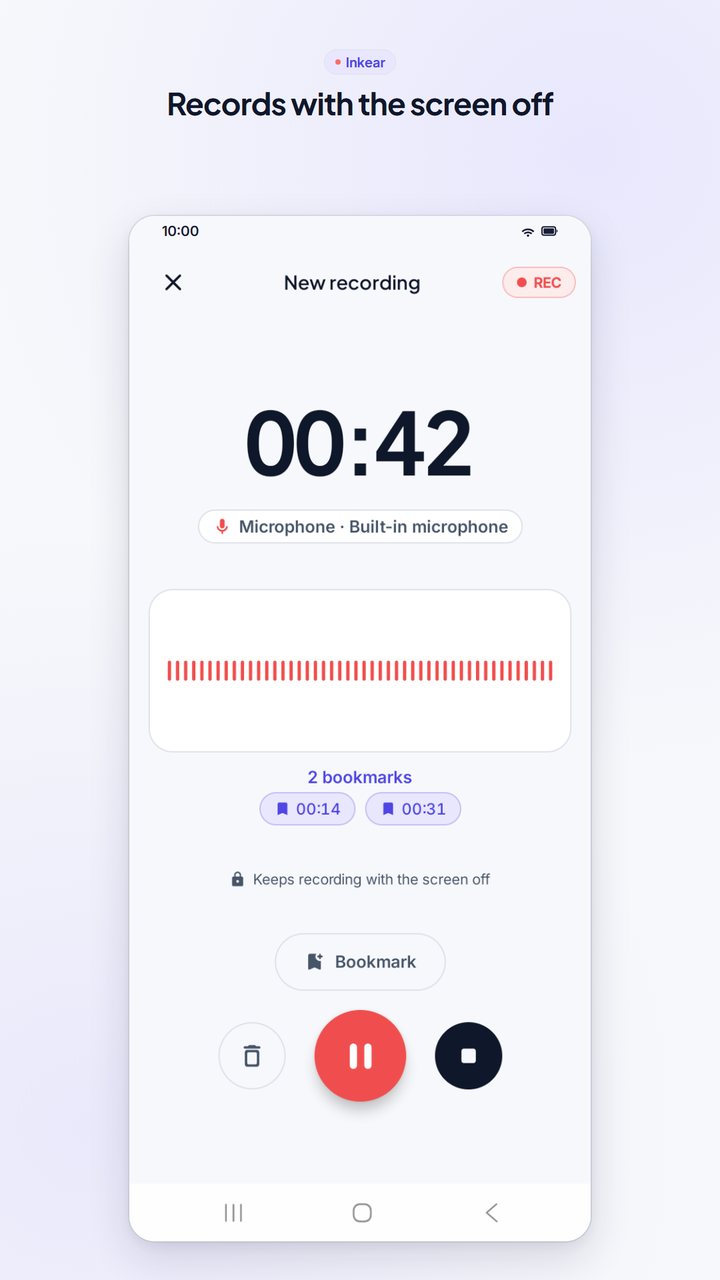 Inkear
Records with the screen off
10:00
New recording
REC
00:42
Microphone · Built-in microphone
2 bookmarks
00:14
00:31
Keeps recording with the screen off
Bookmark